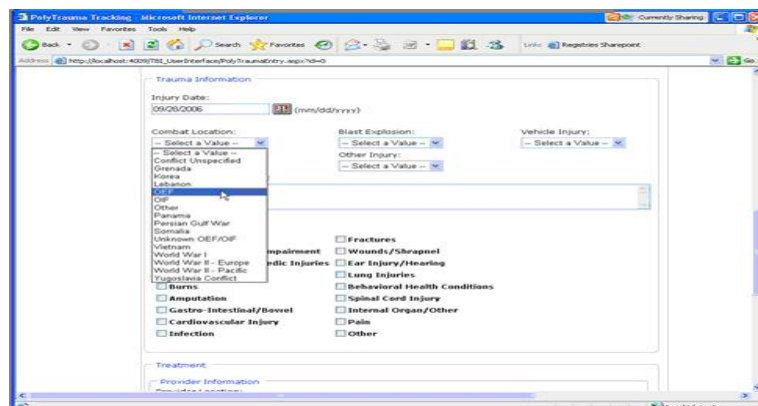 PolyTrauma Tracking - Microsoft Internet Explorer
Currently Sharing
File Edit View Favorites Tools Help
Back Search Favorites Links Registries Sharepoint
Address http://localhost:4009/TBI_UserInterface/PolyTraumaEntry.aspx?id=0 Go
Trauma Information
Injury Date:
09/28/2006 (mm/dd/yyyy)
Combat Location: Blast Explosion: Vehicle Injury:
-- Select a Value -- -- Select a Value -- -- Select a Value --
-- Select a Value -- Other Injury:
Conflict Unspecified
Grenada -- Select a Value --
Korea
Lebanon
OEF
OIF
Other
Panama
Persian Gulf War
Somalia
Unknown OEF/OIF Fractures
Vietnam
World War I mpairment Wounds/Shrapnel
World War II - Europe dic Injuries Ear Injury/Hearing
World War II - Pacific
Yugoslavia Conflict Lung Injuries
Burns Behavioral Health Conditions
Amputation Spinal Cord Injury
Gastro-Intestinal/Bowel Internal Organ/Other
Cardiovascular Injury Pain
Infection Other
Treatment
Provider Information